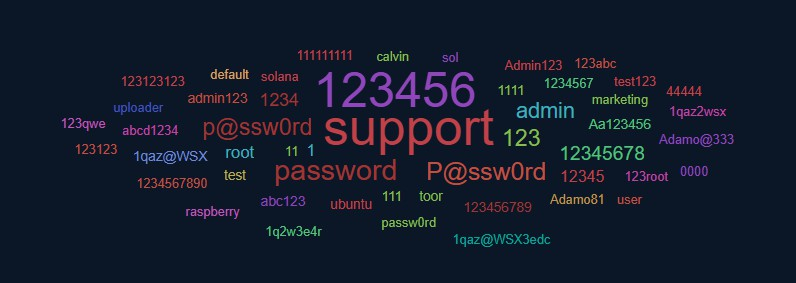 111111111 calvin sol
Admin123 123abc
123123123 default solana 123456 1234567 test123
uploader admin123 1234 1111 marketing 44444
123qwe abcd1234 p@ssw0rd support admin Aa123456 1qaz2wsx
123123 1qaz@WSX root 11 1 123 12345678 Adamo@333
1234567890 test password P@ssw0rd 12345 123root 0000
raspberry abc123 ubuntu 111 toor 123456789 Adamo81 user
1q2w3e4r passw0rd
1qaz@WSX3edc